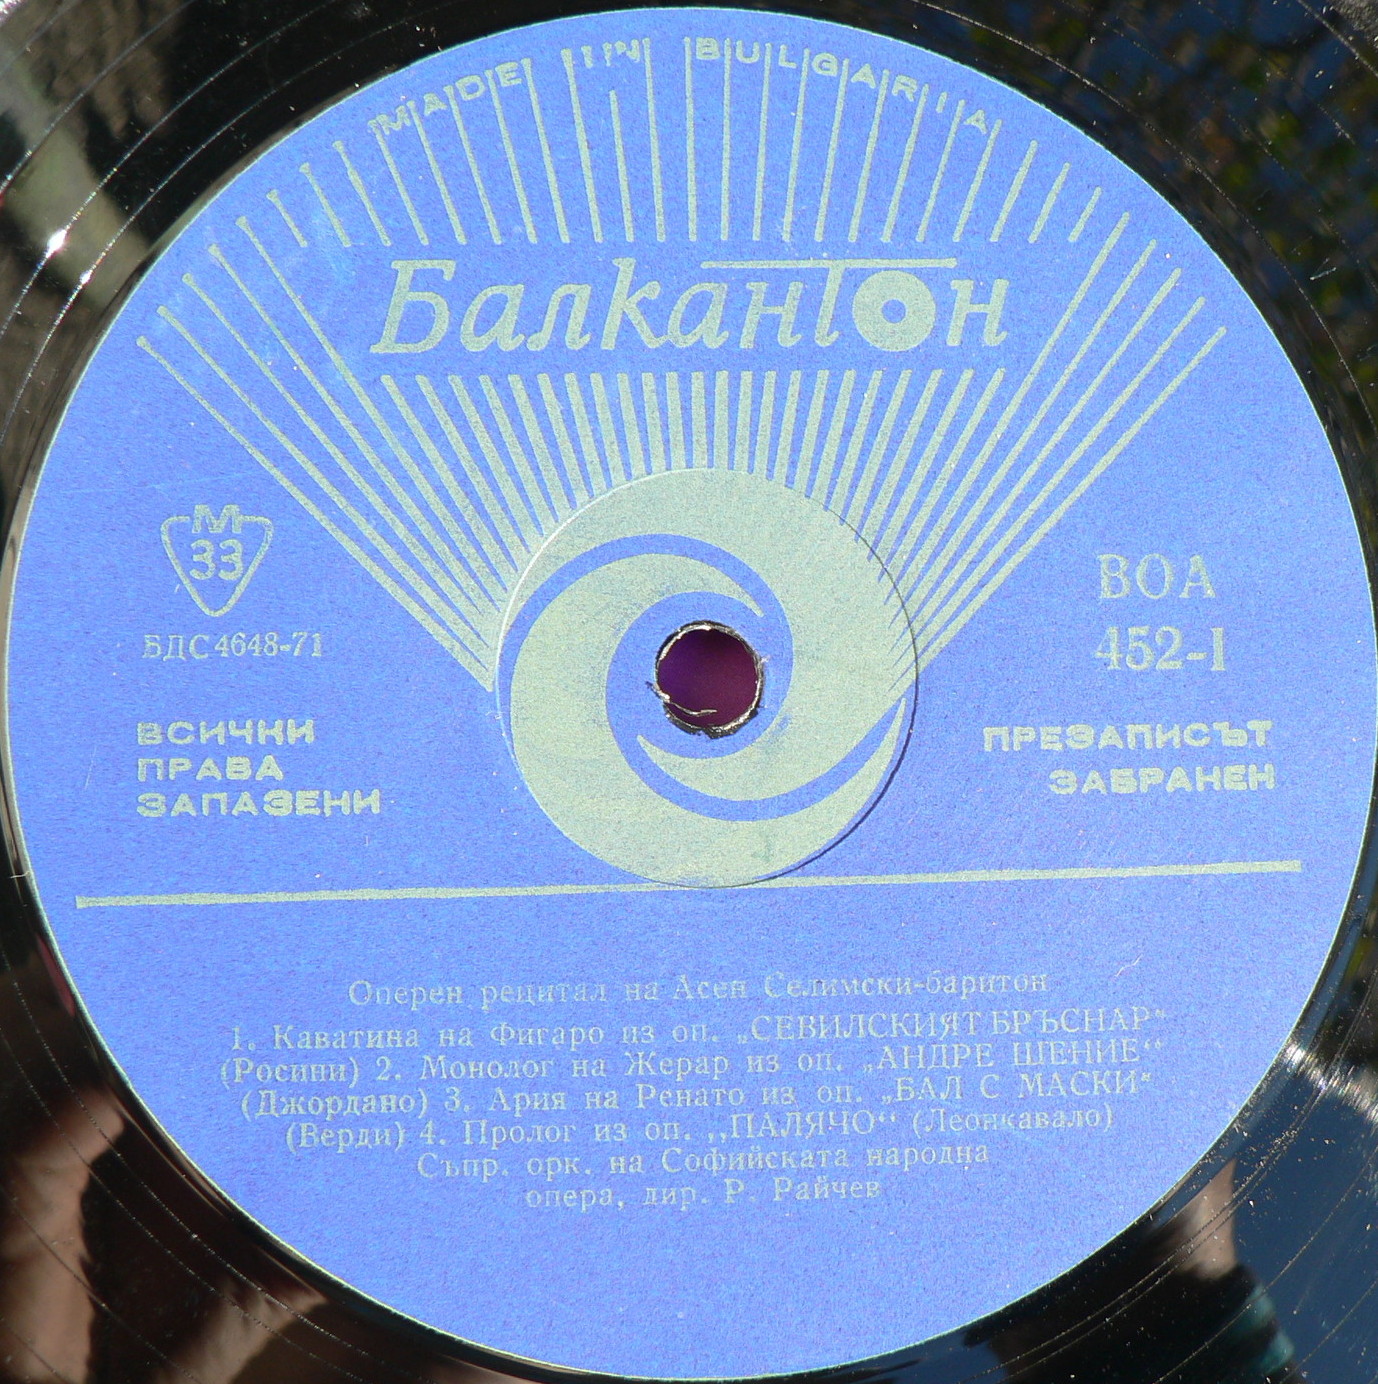 MADE IN BULGARIA
Балкантон
М
33
БДС 4648-71
ВОА
452-I
ВСИЧКИ
ПРАВА
ЗАПАЗЕНИ
ПРЕЗАПИСЪТ
ЗАБРАНЕН
Оперен рецитал на Асен Селимски-баритон
1. Каватина на Фигаро из оп. „СЕВИЛСКИЯТ БРЪСНАР“
(Росини) 2. Монолог на Жерар из оп. „АНДРЕ ШЕНИЕ“
(Джордано) 3. Ария на Ренато из оп. „БАЛ С МАСКИ“
(Верди) 4. Пролог из оп. „ПАЛЯЧО“ (Леонкавало)
Съпр. орк. на Софийската народна
опера, дир. Р. Райчев